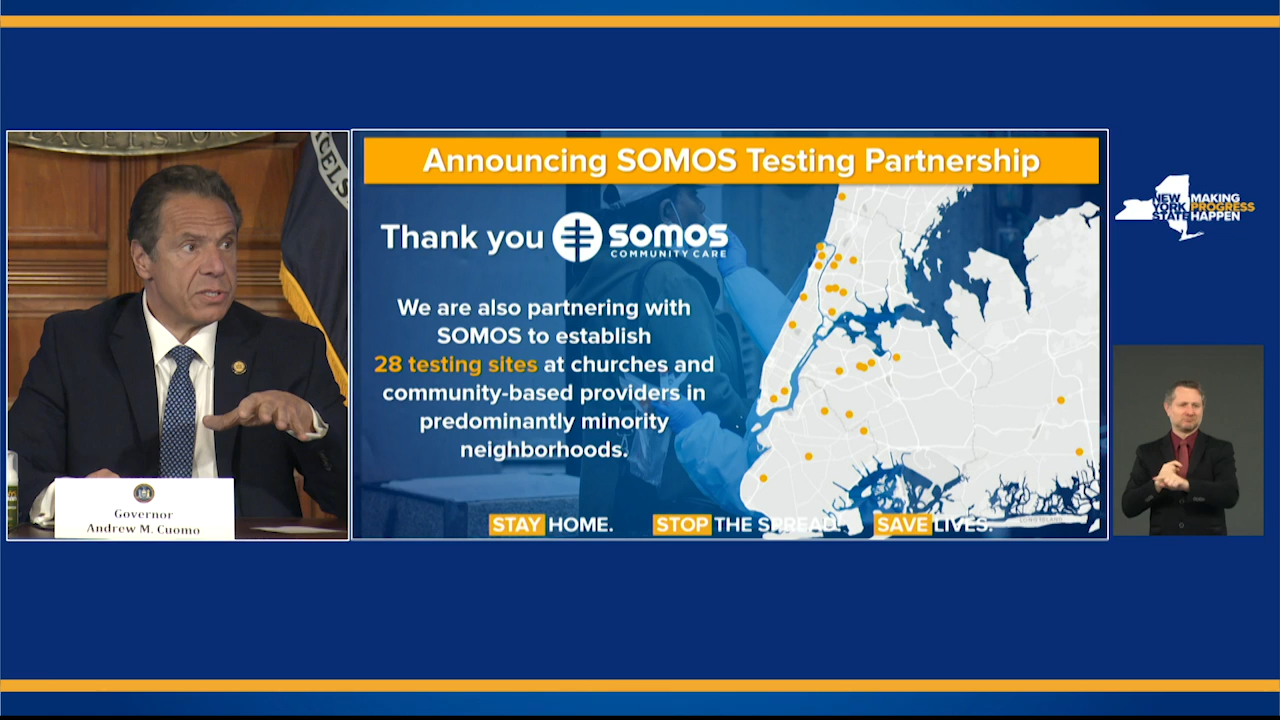 EXCELSIOR
EXCELS
Governor
Andrew M. Cuomo
Announcing SOMOS Testing Partnership
Thank you SOMOS
COMMUNITY CARE
We are also partnering with
SOMOS to establish
28 testing sites at churches and
community-based providers in
predominantly minority
neighborhoods.
STAY HOME. STOP THE SPREAD. SAVE LIVES.
NEW
YORK
STATE
MAKING
PROGRESS
HAPPEN